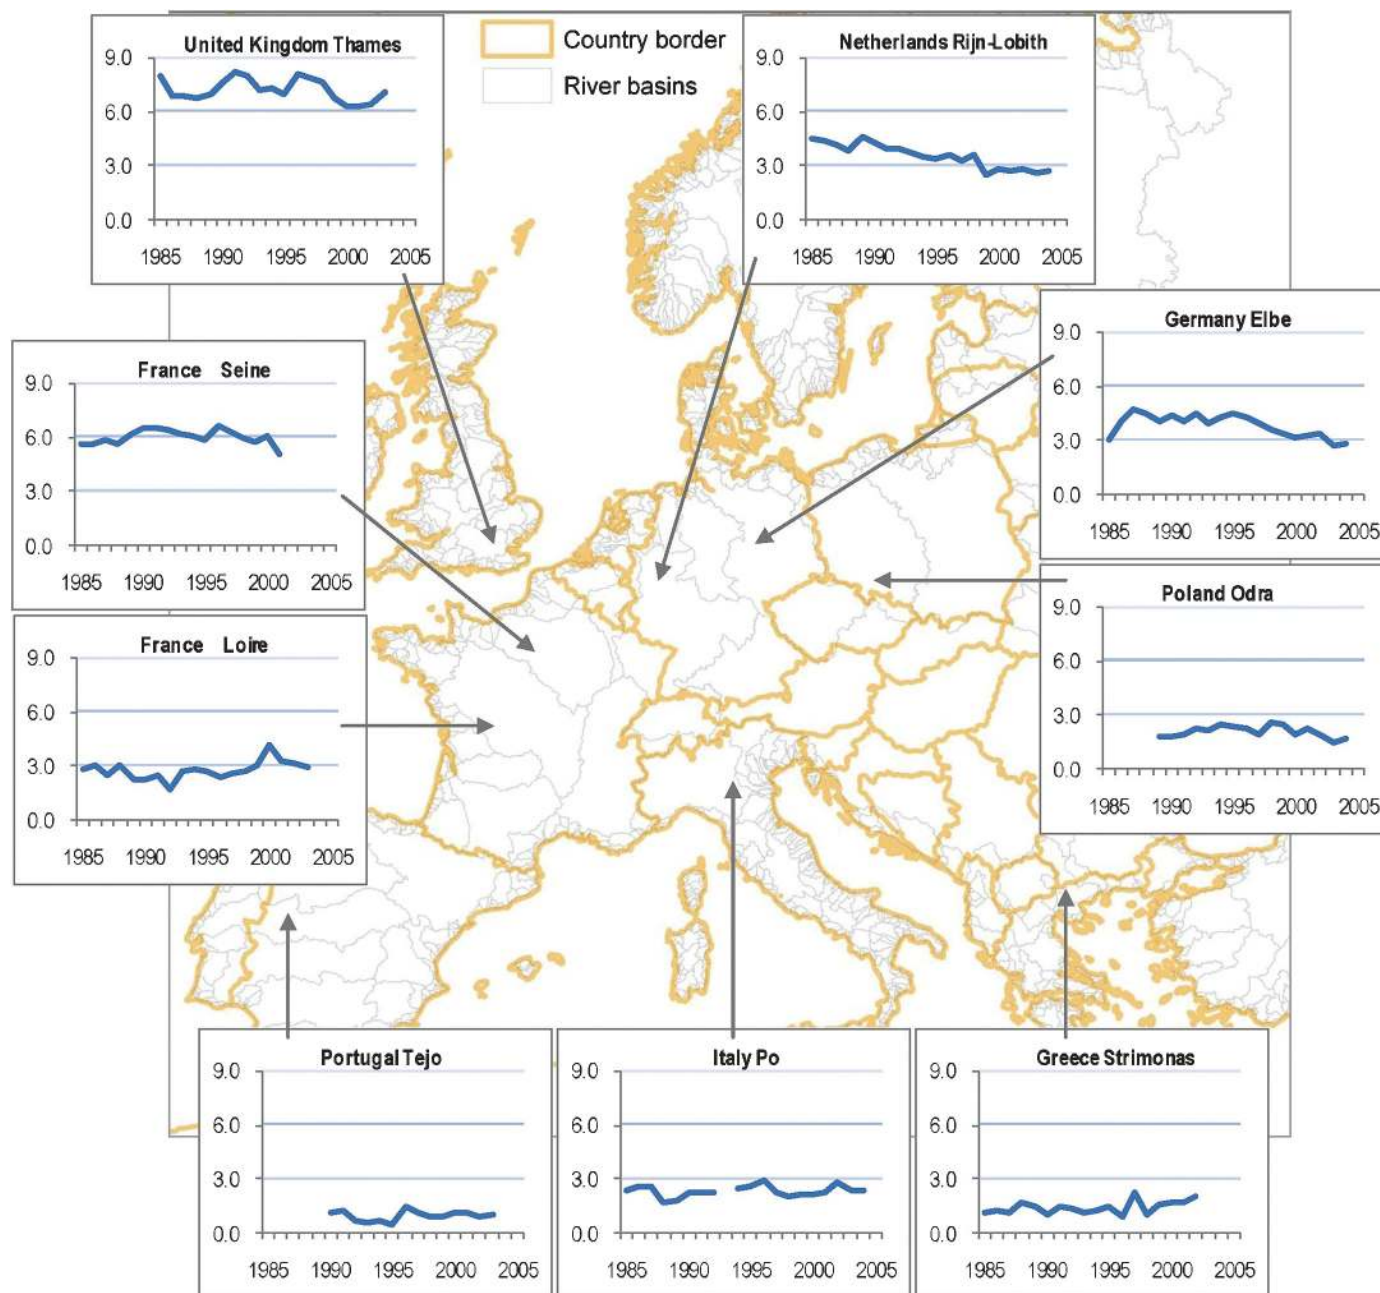 United Kingdom Thames
9.0
6.0
3.0
0.0
1985 1990 1995 2000 2005
Country border
River basins
Netherlands Rijn-Lobith
9.0
6.0
3.0
0.0
1985 1990 1995 2000 2005
Germany Elbe
9.0
6.0
3.0
0.0
1985 1990 1995 2000 2005
France Seine
9.0
6.0
3.0
0.0
1985 1990 1995 2000 2005
Poland Odra
9.0
6.0
3.0
0.0
1985 1990 1995 2000 2005
France Loire
9.0
6.0
3.0
0.0
1985 1990 1995 2000 2005
Portugal Tejo
9.0
6.0
3.0
0.0
1985 1990 1995 2000 2005
Italy Po
9.0
6.0
3.0
0.0
1985 1990 1995 2000 2005
Greece Strimonas
9.0
6.0
3.0
0.0
1985 1990 1995 2000 2005